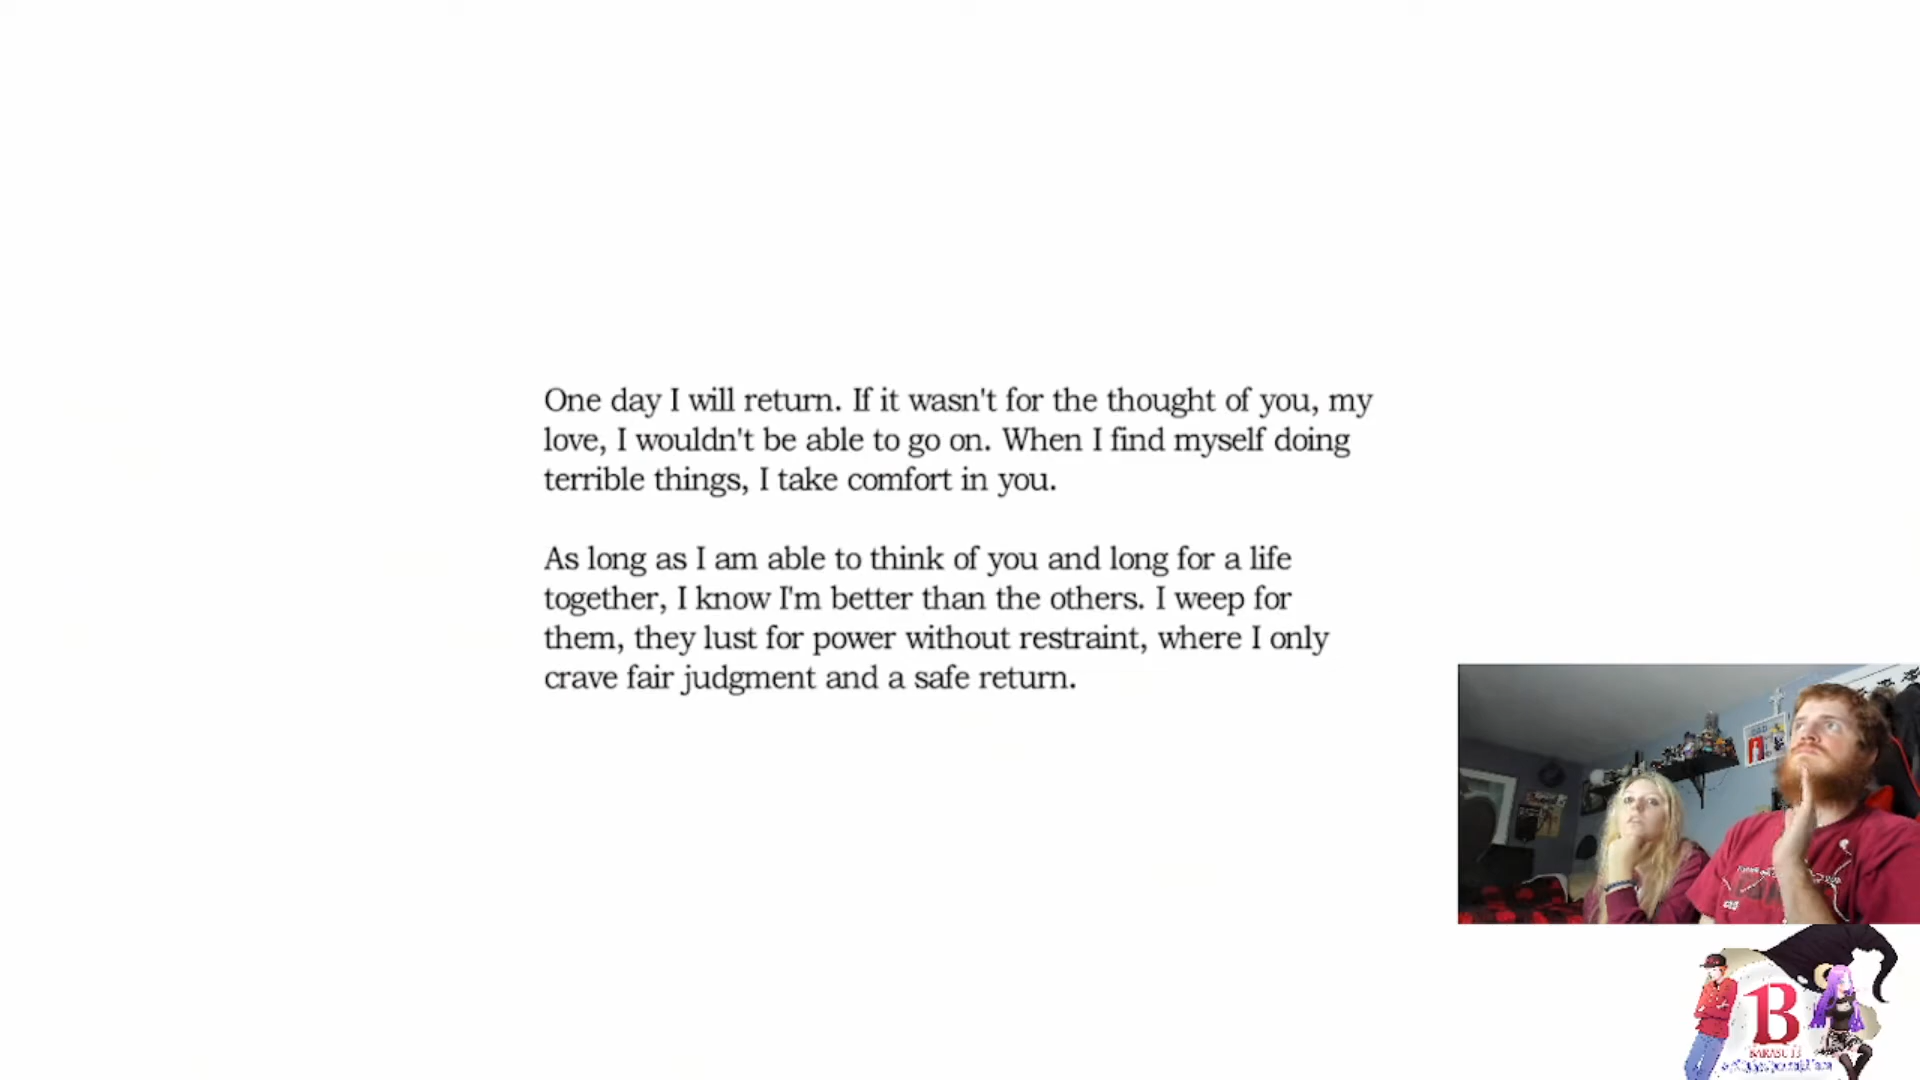 One day I will return. If it wasn't for the thought of you, my
love, I wouldn't be able to go on. When I find myself doing
terrible things, I take comfort in you.
As long as I am able to think of you and long for a life
together, I know I'm better than the others. I weep for
them, they lust for power without restraint, where I only
crave fair judgment and a safe return.
B